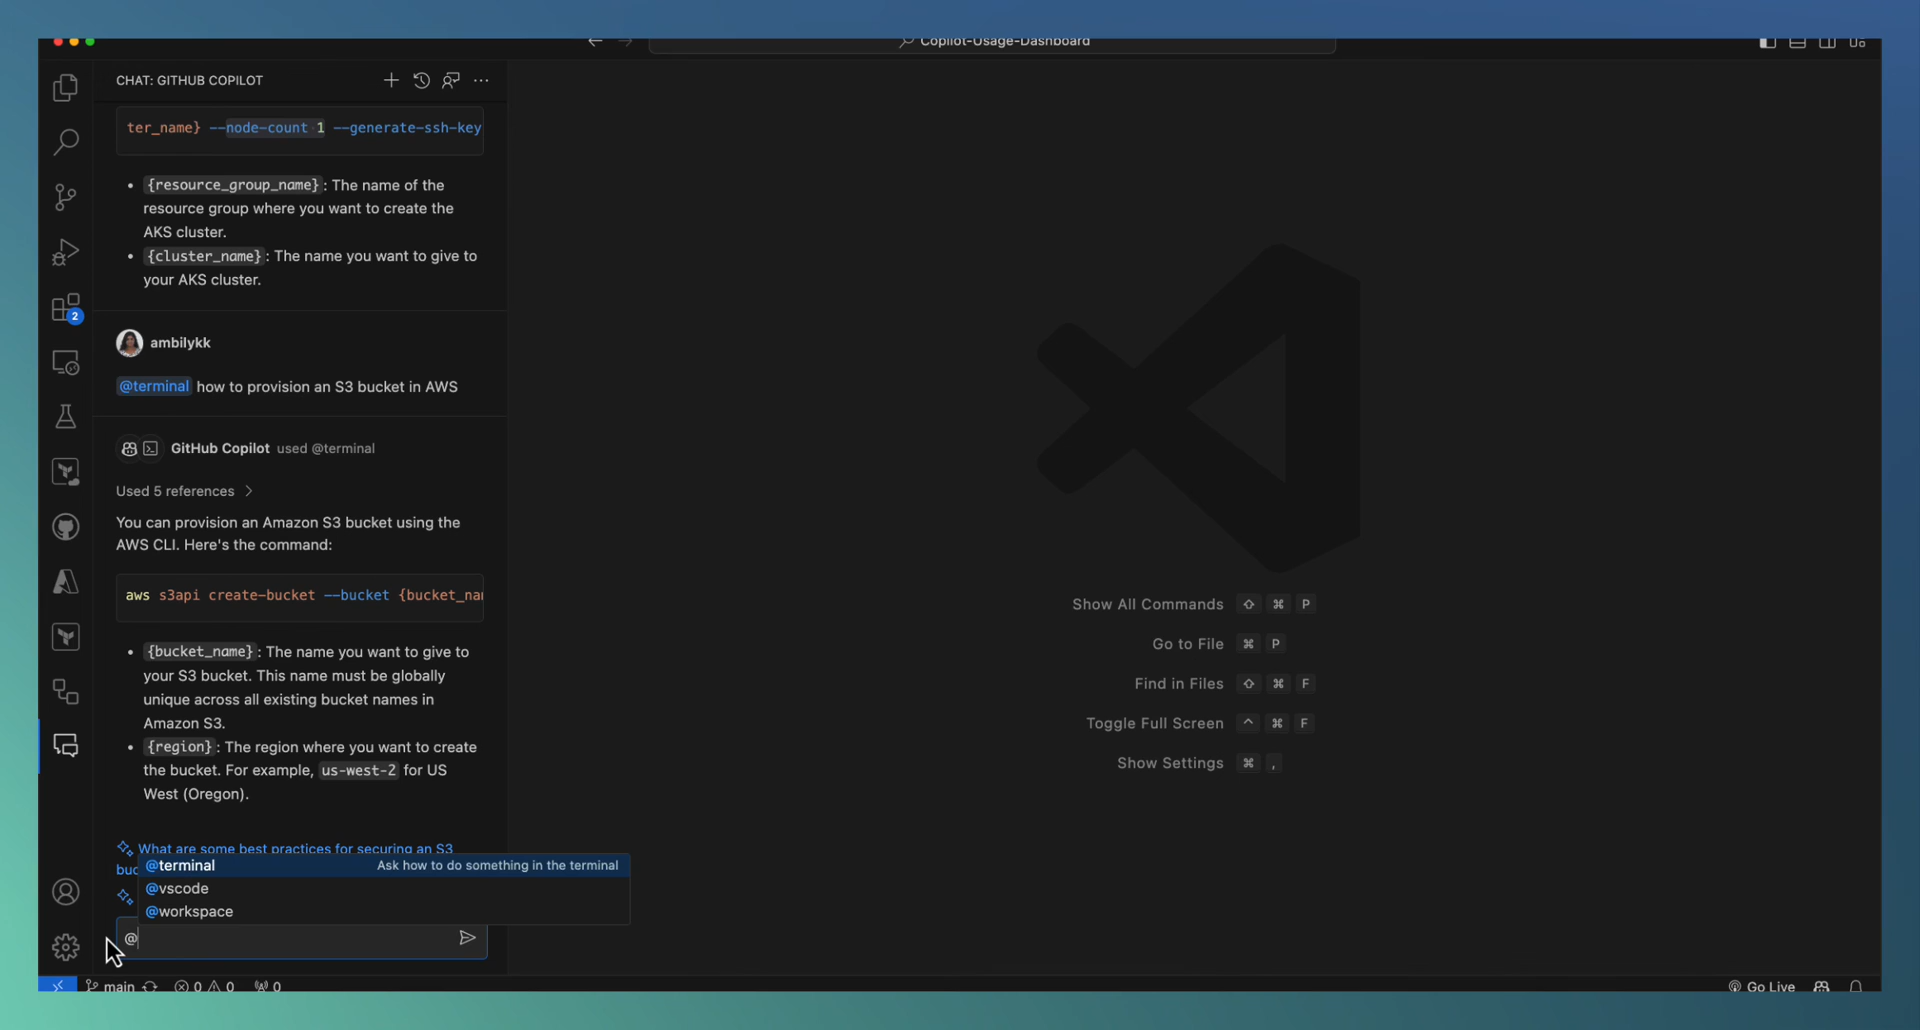 Copilot-Usage-Dashboard
CHAT: GITHUB COPILOT
ter_name} --node-count 1 --generate-ssh-key
{resource_group_name}: The name of the
resource group where you want to create the
AKS cluster.
{cluster_name}: The name you want to give to
your AKS cluster.
2
ambilykk
@terminal how to provision an S3 bucket in AWS
GitHub Copilot used @terminal
Used 5 references
You can provision an Amazon S3 bucket using the
AWS CLI. Here's the command:
aws s3api create-bucket --bucket {bucket_na
{bucket_name}: The name you want to give to
your S3 bucket. This name must be globally
unique across all existing bucket names in
Amazon S3.
{region}: The region where you want to create
the bucket. For example, us-west-2 for US
West (Oregon).
What are some best practices for securing an S3
buc
@terminal Ask how to do something in the terminal
@vscode
@workspace
@
Show All Commands ⇧ ⌘ P
Go to File ⌘ P
Find in Files ⇧ ⌘ F
Toggle Full Screen ^ ⌘ F
Show Settings ⌘ ,
main 0 0 0
Go Live